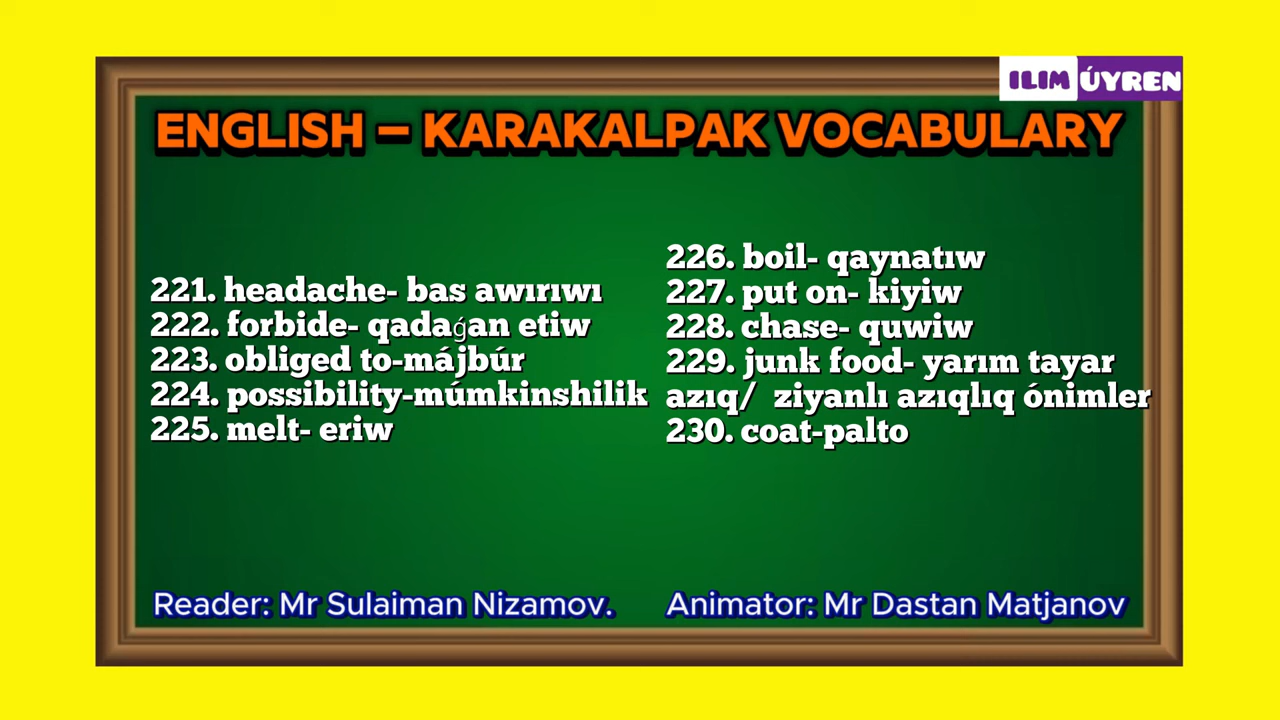 ILIM ÚYREN
ENGLISH – KARAKALPAK VOCABULARY
221. headache- bas awırıwı
222. forbide- qadaǵan etiw
223. obliged to-májbúr
224. possibility-múmkinshilik
225. melt- eriw
226. boil- qaynatıw
227. put on- kiyiw
228. chase- quwiw
229. junk food- yarım tayar
azıq/ ziyanlı azıqlıq ónimler
230. coat-palto
Reader: Mr Sulaiman Nizamov.
Animator: Mr Dastan Matjanov